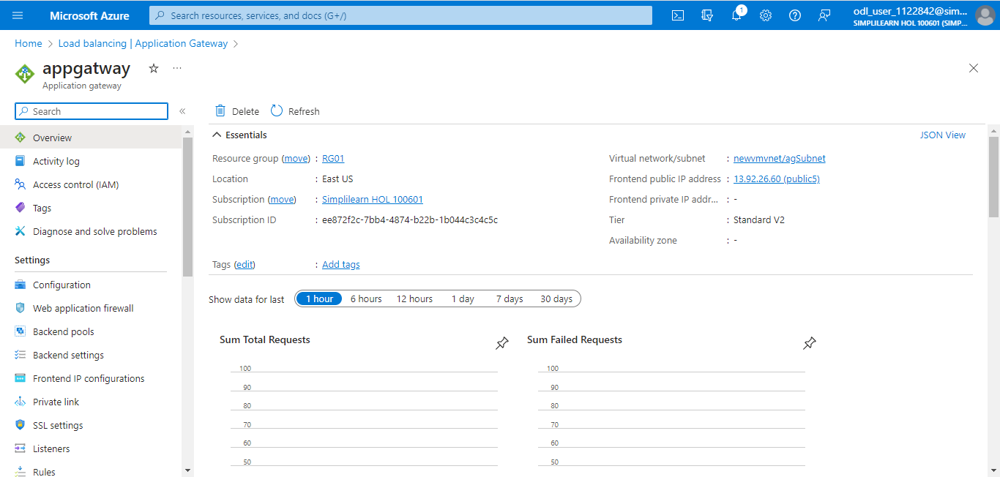 Microsoft Azure
Search resources, services, and docs (G+/)
1
odl_user_1122842@sim...
SIMPLILEARN HOL 100601 (SIMP...
Home > Load balancing | Application Gateway >
appgatway
Application gateway
Search
Overview
Activity log
Access control (IAM)
Tags
Diagnose and solve problems
Settings
Configuration
Web application firewall
Backend pools
Backend settings
Frontend IP configurations
Private link
SSL settings
Listeners
Rules
Delete
Refresh
Essentials
JSON View
Resource group (move) : RG01
Location : East US
Subscription (move) : Simplilearn HOL 100601
Subscription ID : ee872f2c-7bb4-4874-b22b-1b044c3c4c5c
Virtual network/subnet : newvmvnet/agSubnet
Frontend public IP address : 13.92.26.60 (public5)
Frontend private IP addr... : -
Tier : Standard V2
Availability zone : -
Tags (edit) : Add tags
Show data for last
1 hour
6 hours
12 hours
1 day
7 days
30 days
Sum Total Requests
100
90
80
70
60
50
Sum Failed Requests
100
90
80
70
60
50